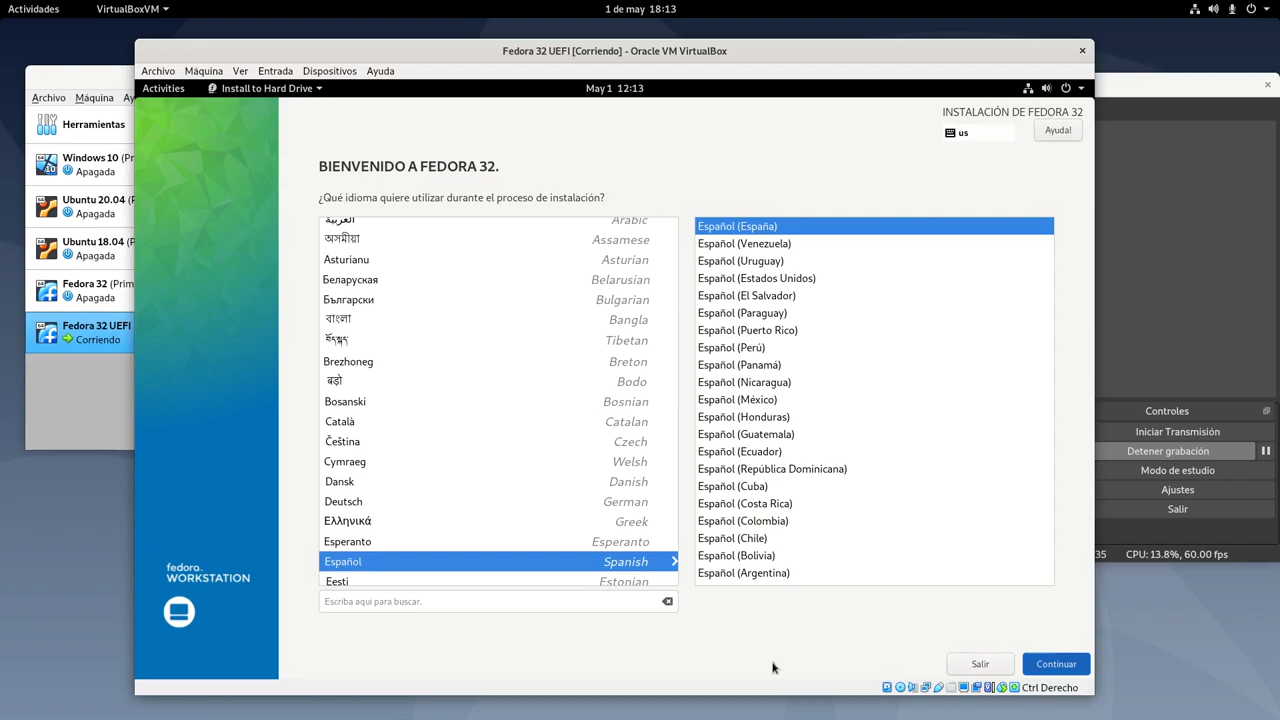 Actividades
VirtualBoxVM
1 de may 18:13
Fedora 32 UEFI [Corriendo] - Oracle VM VirtualBox
Archivo Máquina Ver Entrada Dispositivos Ayuda
Activities
Install to Hard Drive
May 1 12:13
Archivo Máquina Ay
Herramientas
Windows 10 (Pri
Apagada
Ubuntu 20.04 (P
Apagada
Ubuntu 18.04 (P
Apagada
Fedora 32 (Prim
Apagada
Fedora 32 UEFI
Corriendo
fedora
WORKSTATION
INSTALACIÓN DE FEDORA 32
us
Ayuda!
BIENVENIDO A FEDORA 32.
¿Qué idioma quiere utilizar durante el proceso de instalación?
العربية Arabic
অসমীয়া Assamese
Asturianu Asturian
Беларуская Belarusian
Български Bulgarian
বাংলা Bangla
Tibetan
Brezhoneg Breton
बड़ो Bodo
Bosanski Bosnian
Català Catalan
Čeština Czech
Cymraeg Welsh
Dansk Danish
Deutsch German
Ελληνικά Greek
Esperanto Esperanto
Español Spanish
Eesti Estonian
Escriba aquí para buscar.
Español (España)
Español (Venezuela)
Español (Uruguay)
Español (Estados Unidos)
Español (El Salvador)
Español (Paraguay)
Español (Puerto Rico)
Español (Perú)
Español (Panamá)
Español (Nicaragua)
Español (México)
Español (Honduras)
Español (Guatemala)
Español (Ecuador)
Español (República Dominicana)
Español (Cuba)
Español (Costa Rica)
Español (Colombia)
Español (Chile)
Español (Bolivia)
Español (Argentina)
Salir
Continuar
Ctrl Derecho
Controles
Iniciar Transmisión
Detener grabación
Modo de estudio
Ajustes
Salir
35 CPU: 13.8%, 60.00 fps